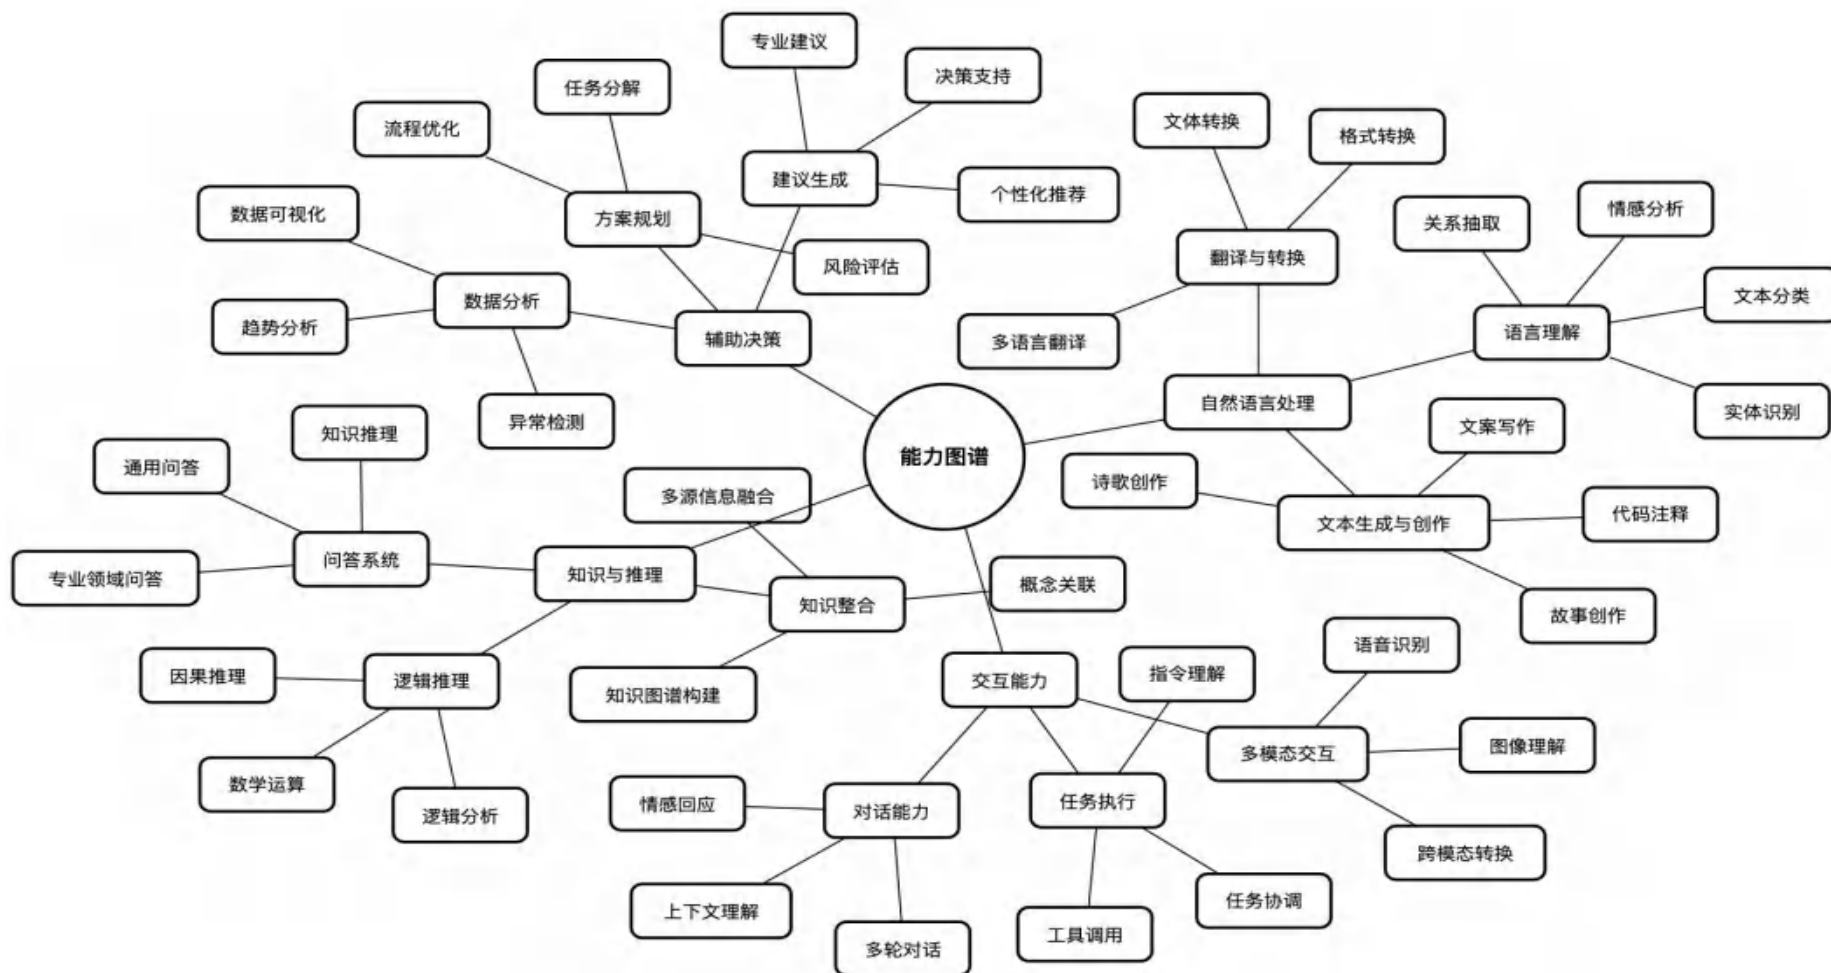 专业建议
决策支持
任务分解
流程优化
文体转换
格式转换
建议生成
个性化推荐
数据可视化
方案规划
关系抽取
情感分析
翻译与转换
风险评估
数据分析
文本分类
趋势分析
辅助决策
多语言翻译
语言理解
自然语言处理
实体识别
异常检测
知识推理
文案写作
通用问答
能力图谱
诗歌创作
多源信息融合
文本生成与创作
代码注释
问答系统
专业领域问答
知识与推理
概念关联
知识整合
故事创作
语音识别
因果推理
逻辑推理
知识图谱构建
交互能力
指令理解
多模态交互
图像理解
数学运算
逻辑分析
情感回应
对话能力
任务执行
跨模态转换
上下文理解
任务协调
多轮对话
工具调用